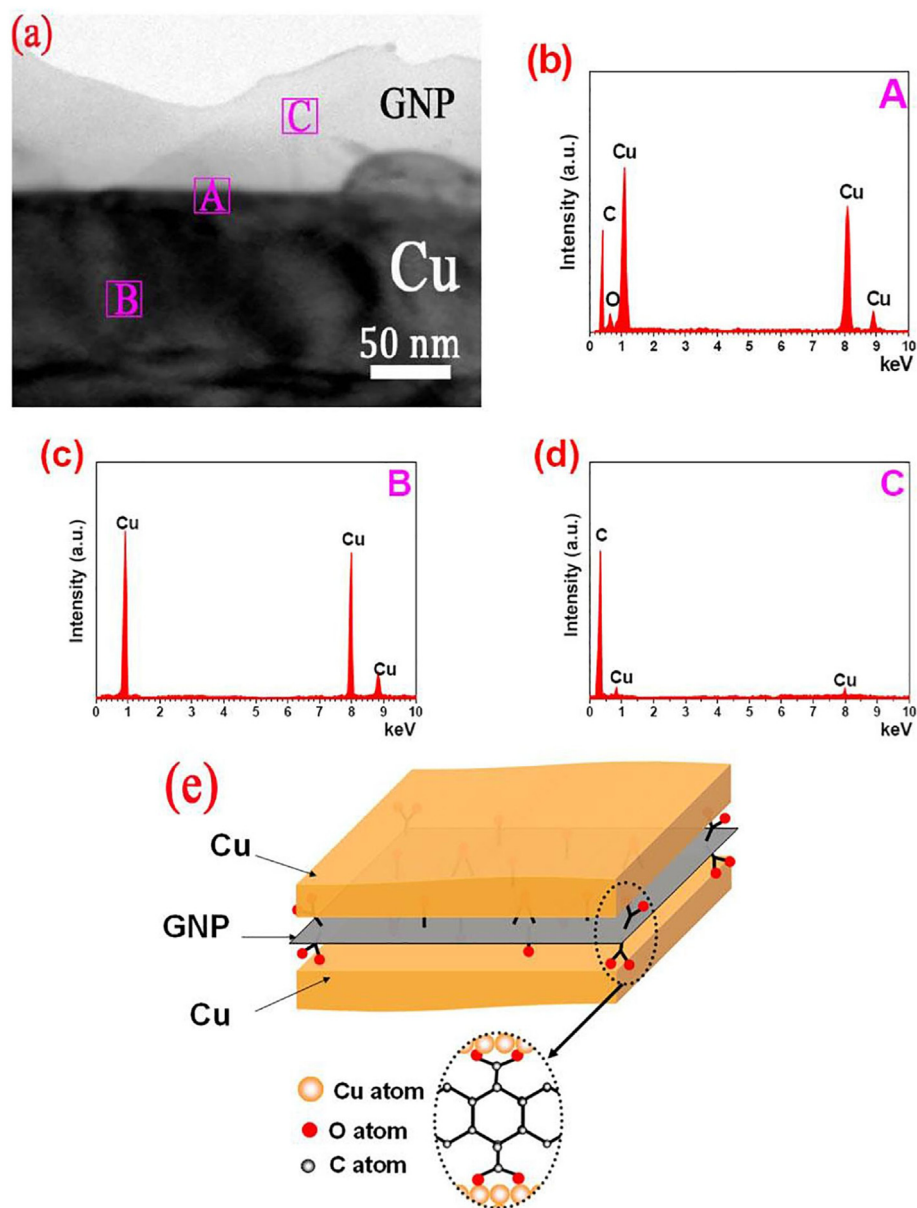 (a)
C
GNP
A
B
Cu
50 nm
(b)
A
Intensity (a.u.)
Cu
C
O
Cu
Cu
0 1 2 3 4 5 6 7 8 9 10
keV
(c)
B
Intensity (a.u.)
Cu
Cu
Cu
0 1 2 3 4 5 6 7 8 9 10
keV
(d)
C
Intensity (a.u.)
C
Cu
Cu
0 1 2 3 4 5 6 7 8 9 10
keV
(e)
Cu
GNP
Cu
Cu atom
O atom
C atom